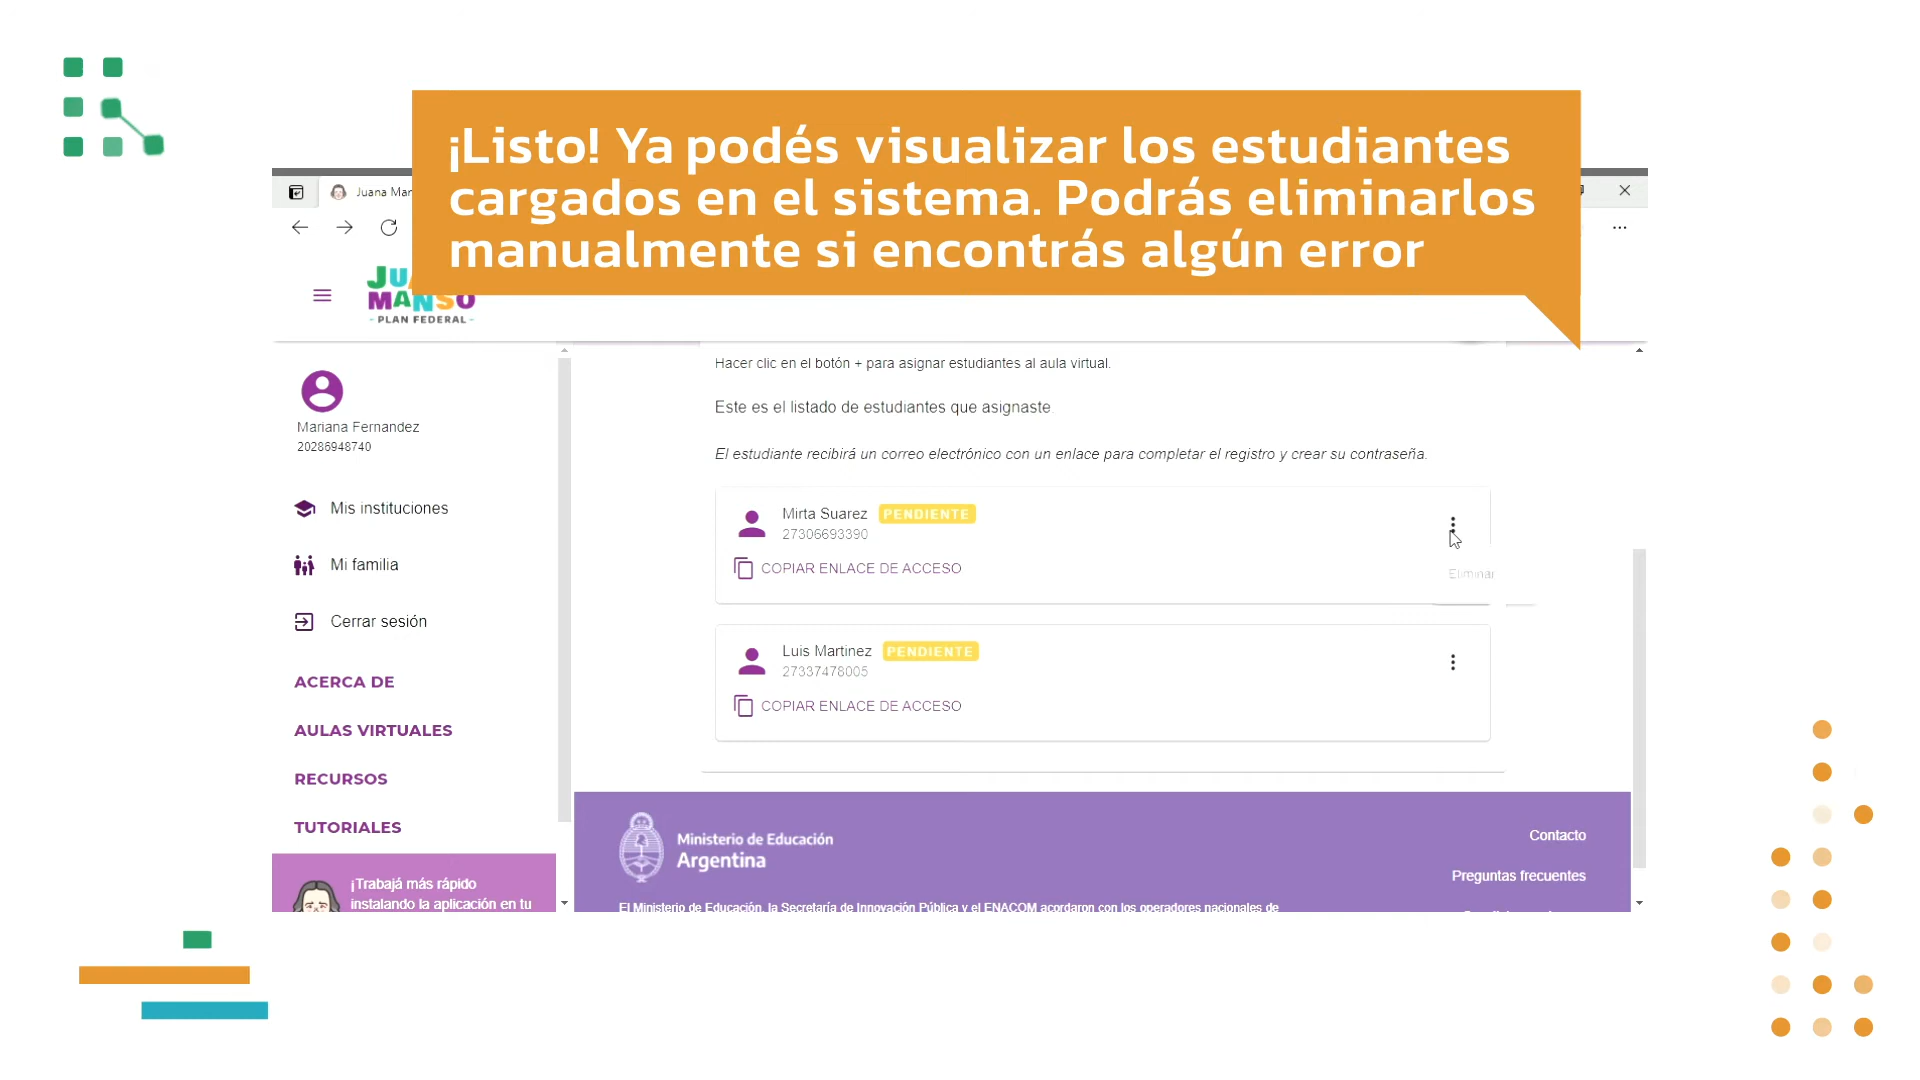 ¡Listo! Ya podés visualizar los estudiantes
cargados en el sistema. Podrás eliminarlos
manualmente si encontrás algún error
Juana Man
JUA
MANSO
- PLAN FEDERAL -
Mariana Fernandez
20286948740
Mis instituciones
Mi familia
Cerrar sesión
ACERCA DE
AULAS VIRTUALES
RECURSOS
TUTORIALES
¡Trabajá más rápido
instalando la aplicación en tu
Hacer clic en el botón + para asignar estudiantes al aula virtual.
Este es el listado de estudiantes que asignaste
El estudiante recibirá un correo electrónico con un enlace para completar el registro y crear su contraseña.
Mirta Suarez PENDIENTE
27306693390
COPIAR ENLACE DE ACCESO
Eliminar
Luis Martinez PENDIENTE
27337478005
COPIAR ENLACE DE ACCESO
Ministerio de Educación
Argentina
Contacto
Preguntas frecuentes
El Ministerio de Educación, la Secretaría de Innovación Pública y el ENACOM acordaron con los operadores nacionales de